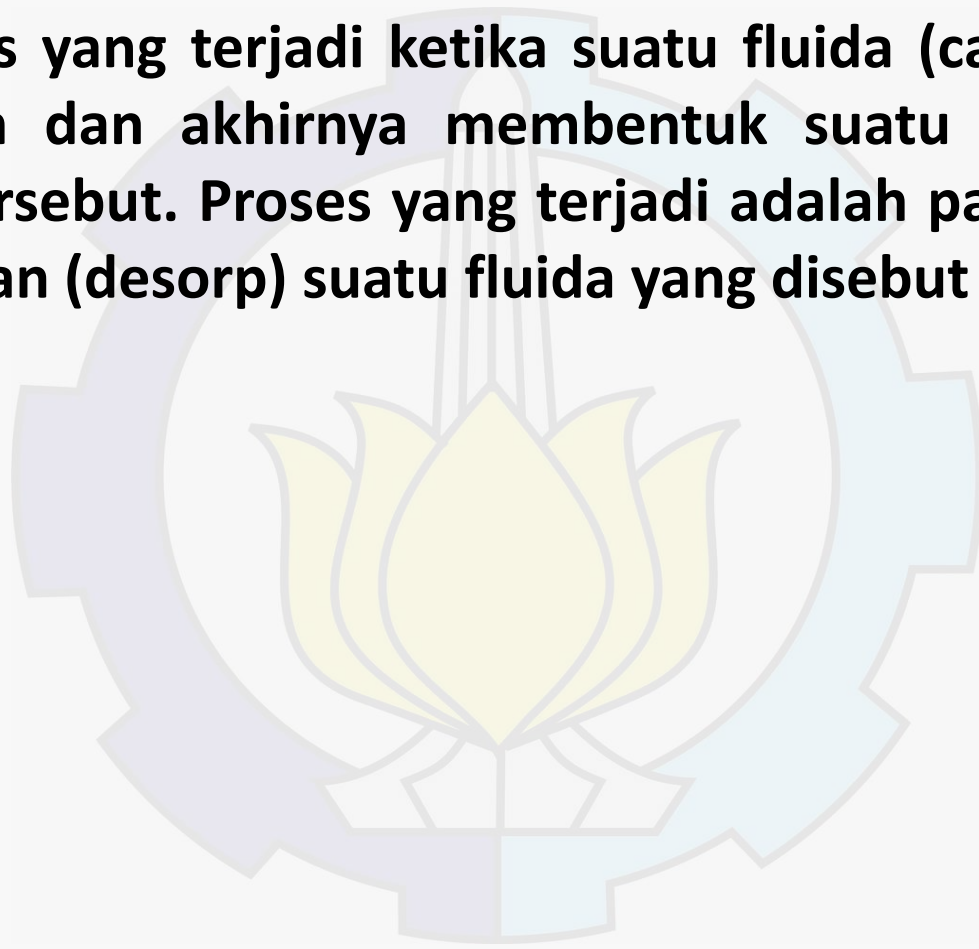 s yang terjadi ketika suatu fluida (ca
dan akhirnya membentuk suatu
rsebut. Proses yang terjadi adalah pa
an (desorp) suatu fluida yang disebut